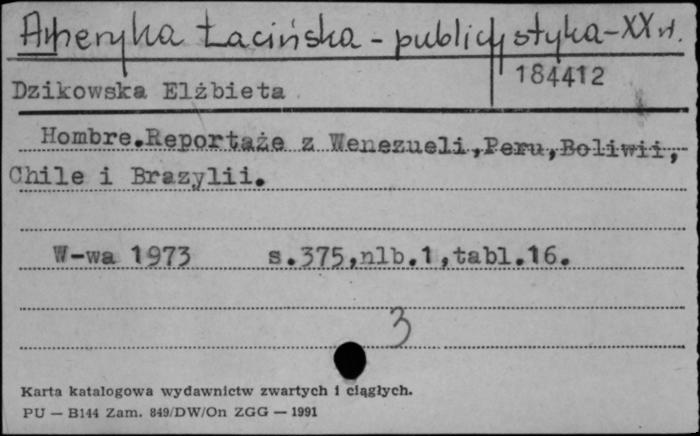 Ameryka Łacińska - publicystyka - XX w.
184412
Dzikowska Elżbieta
Hombre.Reportaże z Wenezueli,Peru,Boliwii,
Chile i Brazylii.
W-wa 1973 s.375,nlb.1,tabl.16.
3
Karta katalogowa wydawnictw zwartych i ciągłych.
PU — B144 Zam. 849/DW/On ZGG — 1991